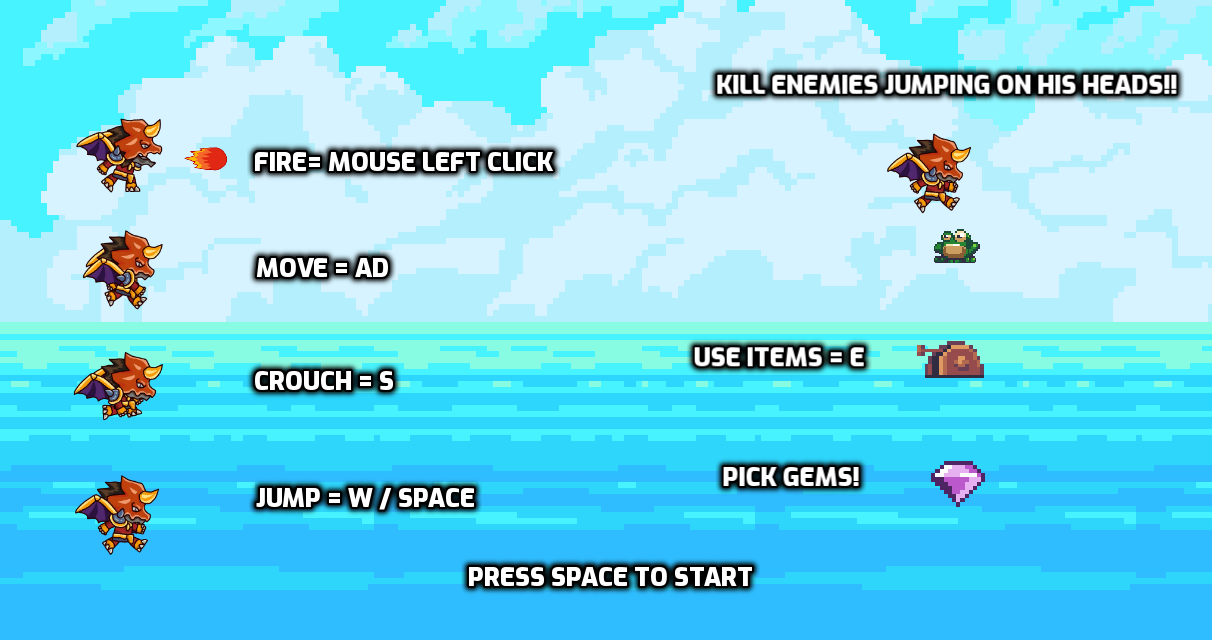 KILL ENEMIES JUMPING ON HIS HEADS!!
FIRE= MOUSE LEFT CLICK
MOVE = AD
USE ITEMS = E
CROUCH = S
PICK GEMS!
JUMP = W / SPACE
PRESS SPACE TO START